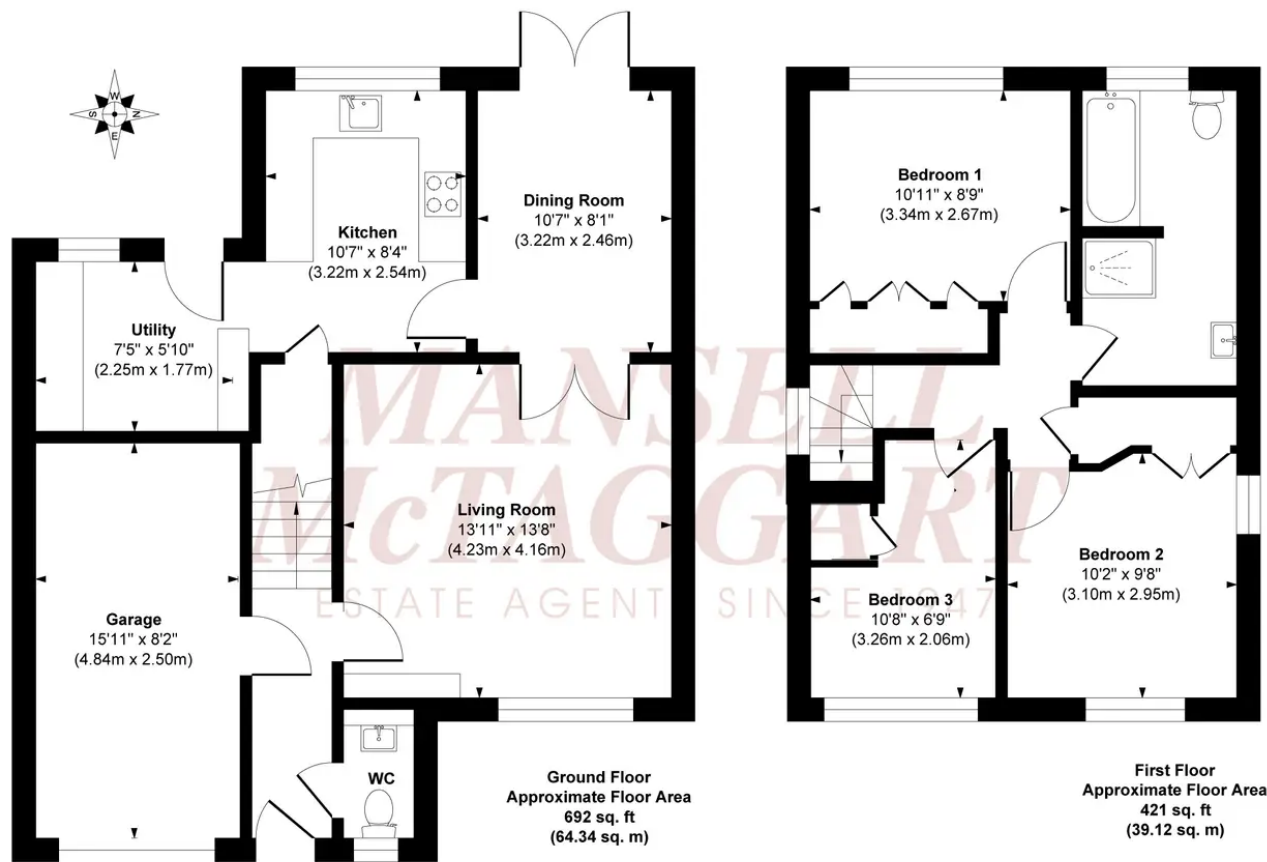 W
S
N
E
Kitchen
10'7" x 8'4"
(3.22m x 2.54m)
Dining Room
10'7" x 8'1"
(3.22m x 2.46m)
Utility
7'5" x 5'10"
(2.25m x 1.77m)
Living Room
13'11" x 13'8"
(4.23m x 4.16m)
Garage
15'11" x 8'2"
(4.84m x 2.50m)
WC
Ground Floor
Approximate Floor Area
692 sq. ft
(64.34 sq. m)
Bedroom 1
10'11" x 8'9"
(3.34m x 2.67m)
Bedroom 2
10'2" x 9'8"
(3.10m x 2.95m)
Bedroom 3
10'8" x 6'9"
(3.26m x 2.06m)
First Floor
Approximate Floor Area
421 sq. ft
(39.12 sq. m)
MANSELL
McTAGGART
ESTATE AGENT SINCE 1947